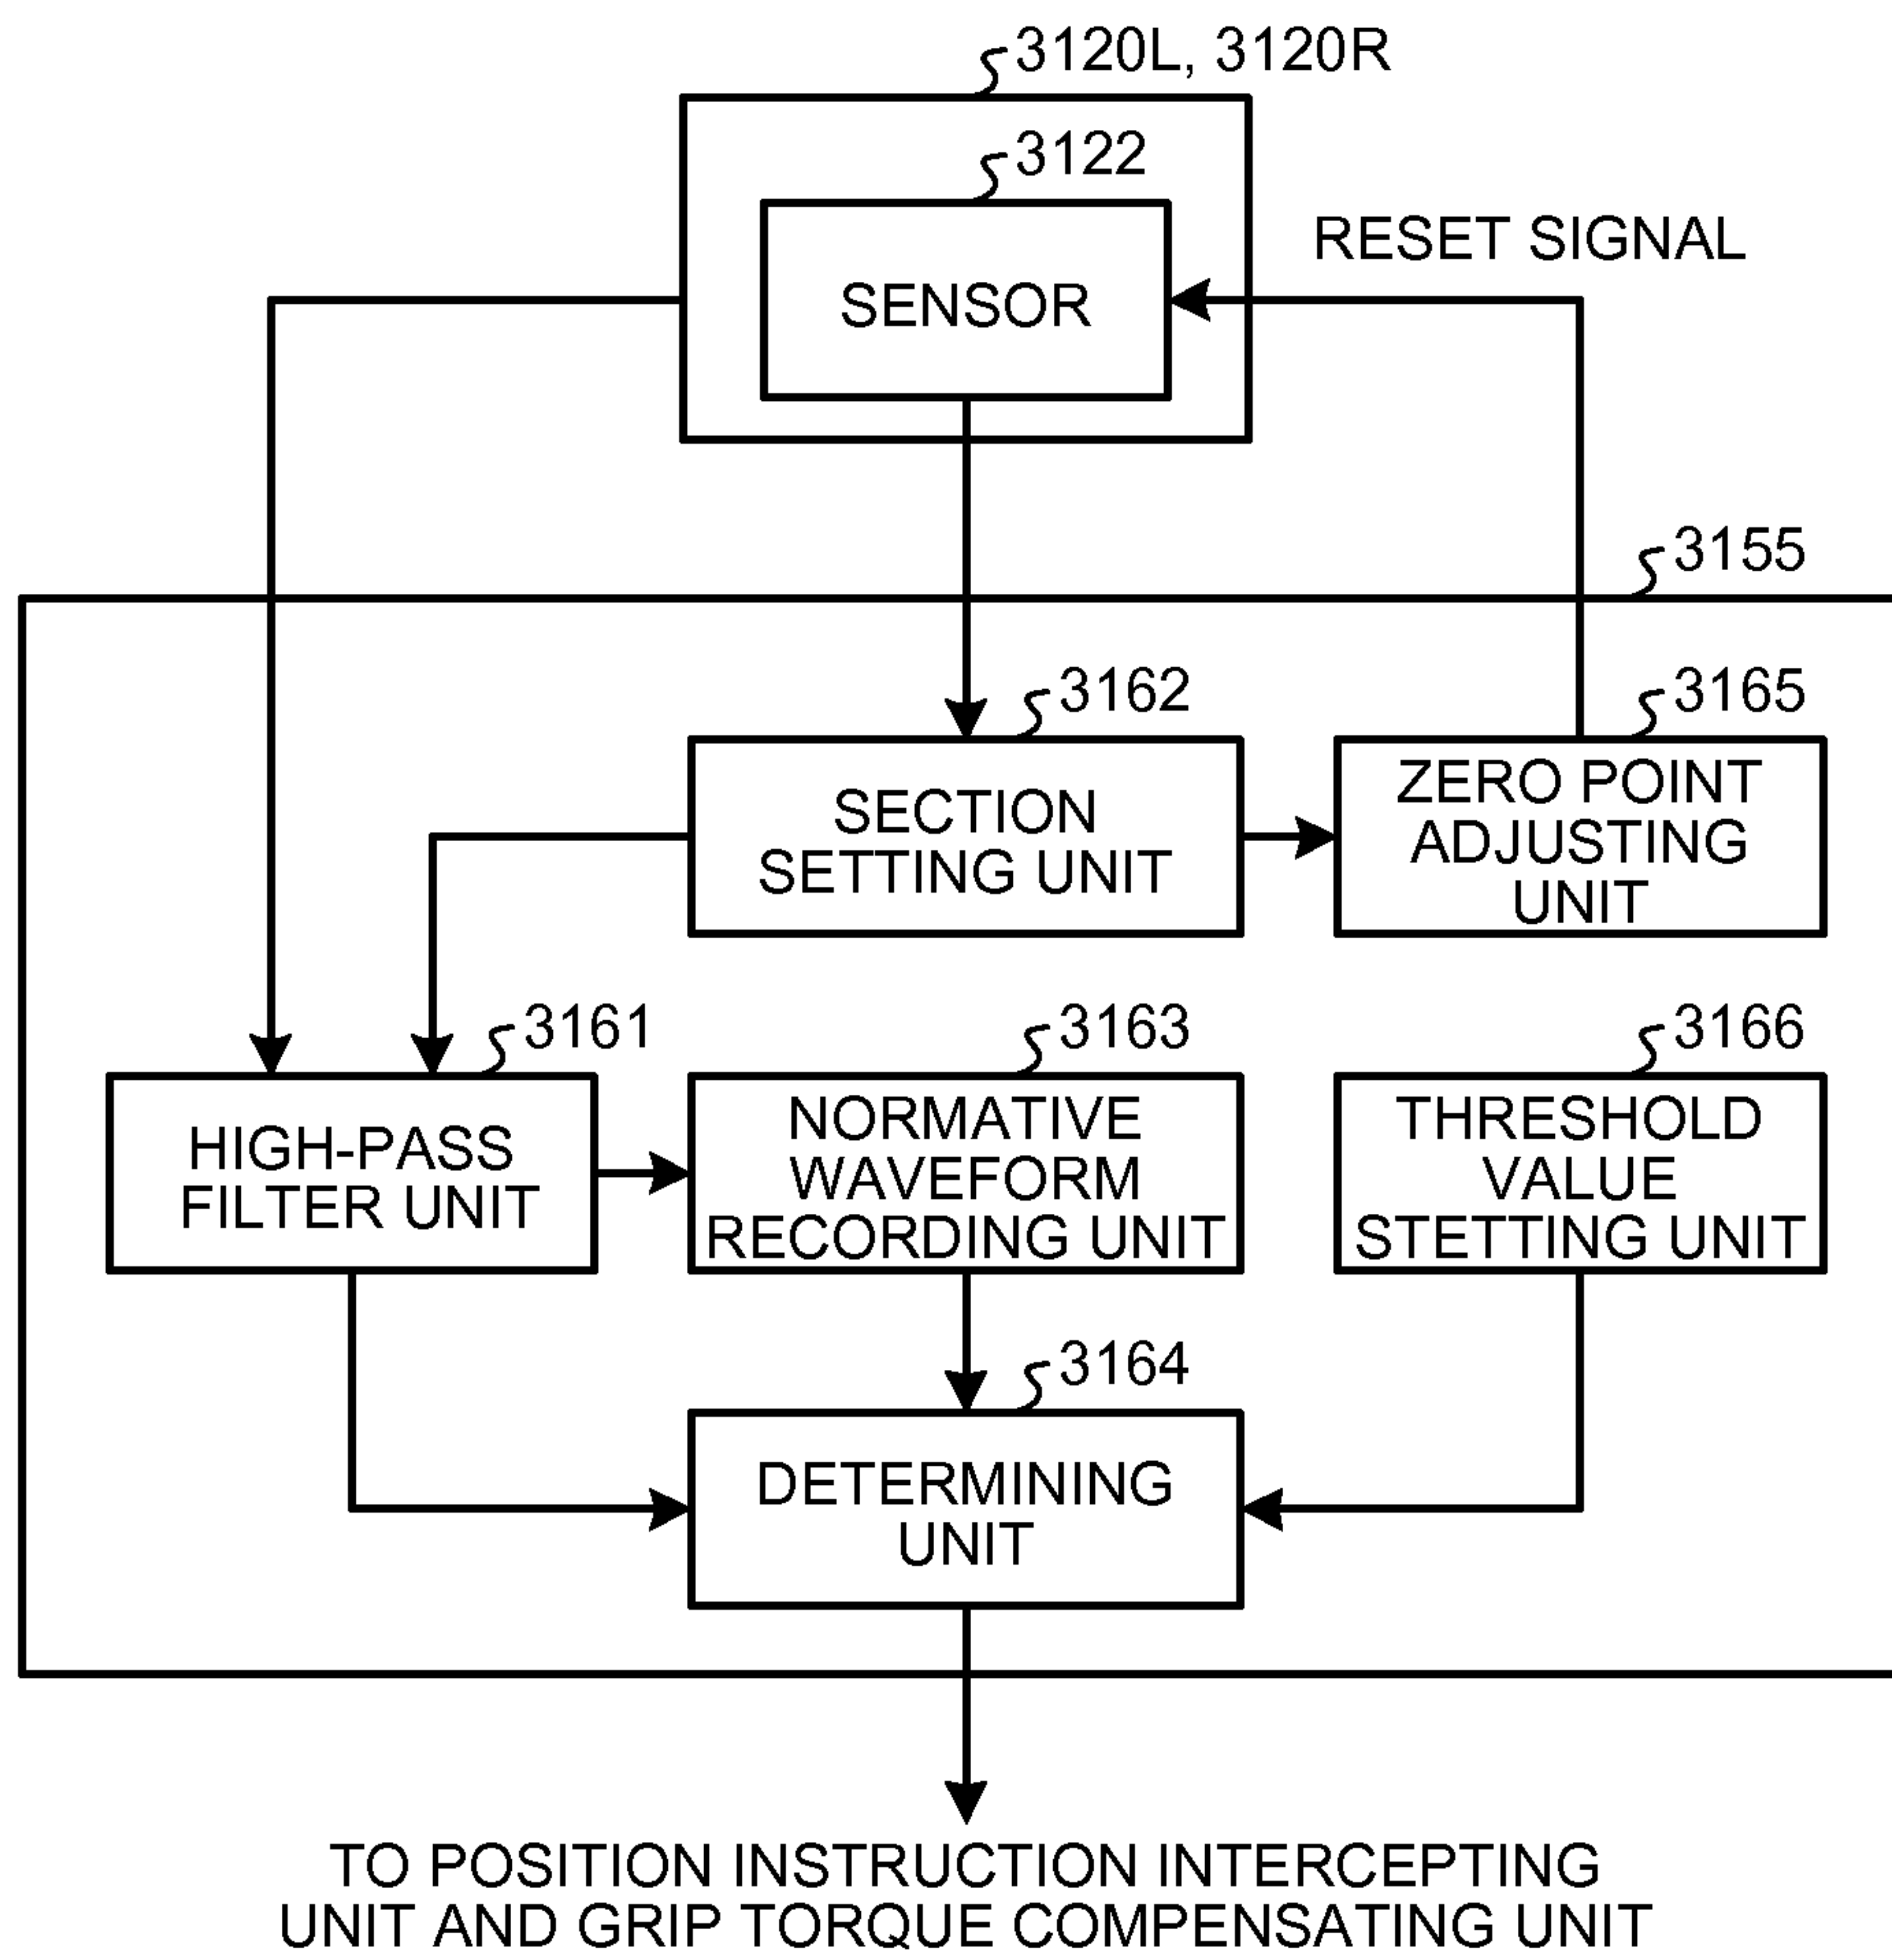 3120L, 3120R
3122
SENSOR
RESET SIGNAL
3155
3162
3165
SECTION
SETTING UNIT
ZERO POINT
ADJUSTING
UNIT
3161
3163
3166
HIGH-PASS
FILTER UNIT
NORMATIVE
WAVEFORM
RECORDING UNIT
THRESHOLD
VALUE
STETTING UNIT
3164
DETERMINING
UNIT
TO POSITION INSTRUCTION INTERCEPTING
UNIT AND GRIP TORQUE COMPENSATING UNIT